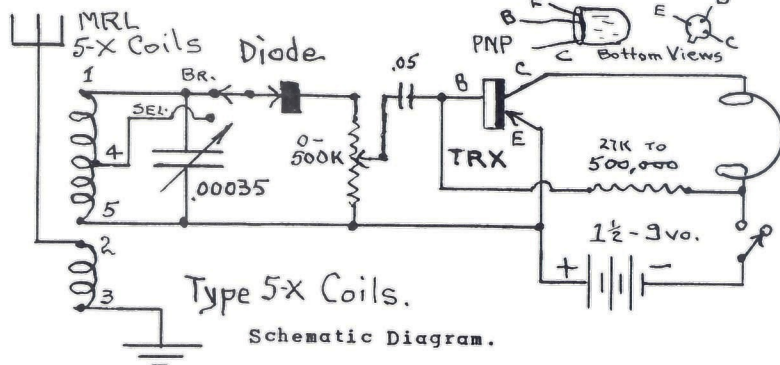 MRL
5-X Coils
Diode
1
BR.
SEL.
4
.00035
5
2
3
0-
500K
.05
B
C
E
TRX
27K TO
500,000
1½-9vo.
+
-
PNP
B
C
Bottom Views
E
C
Type 5-X Coils.
Schematic Diagram.